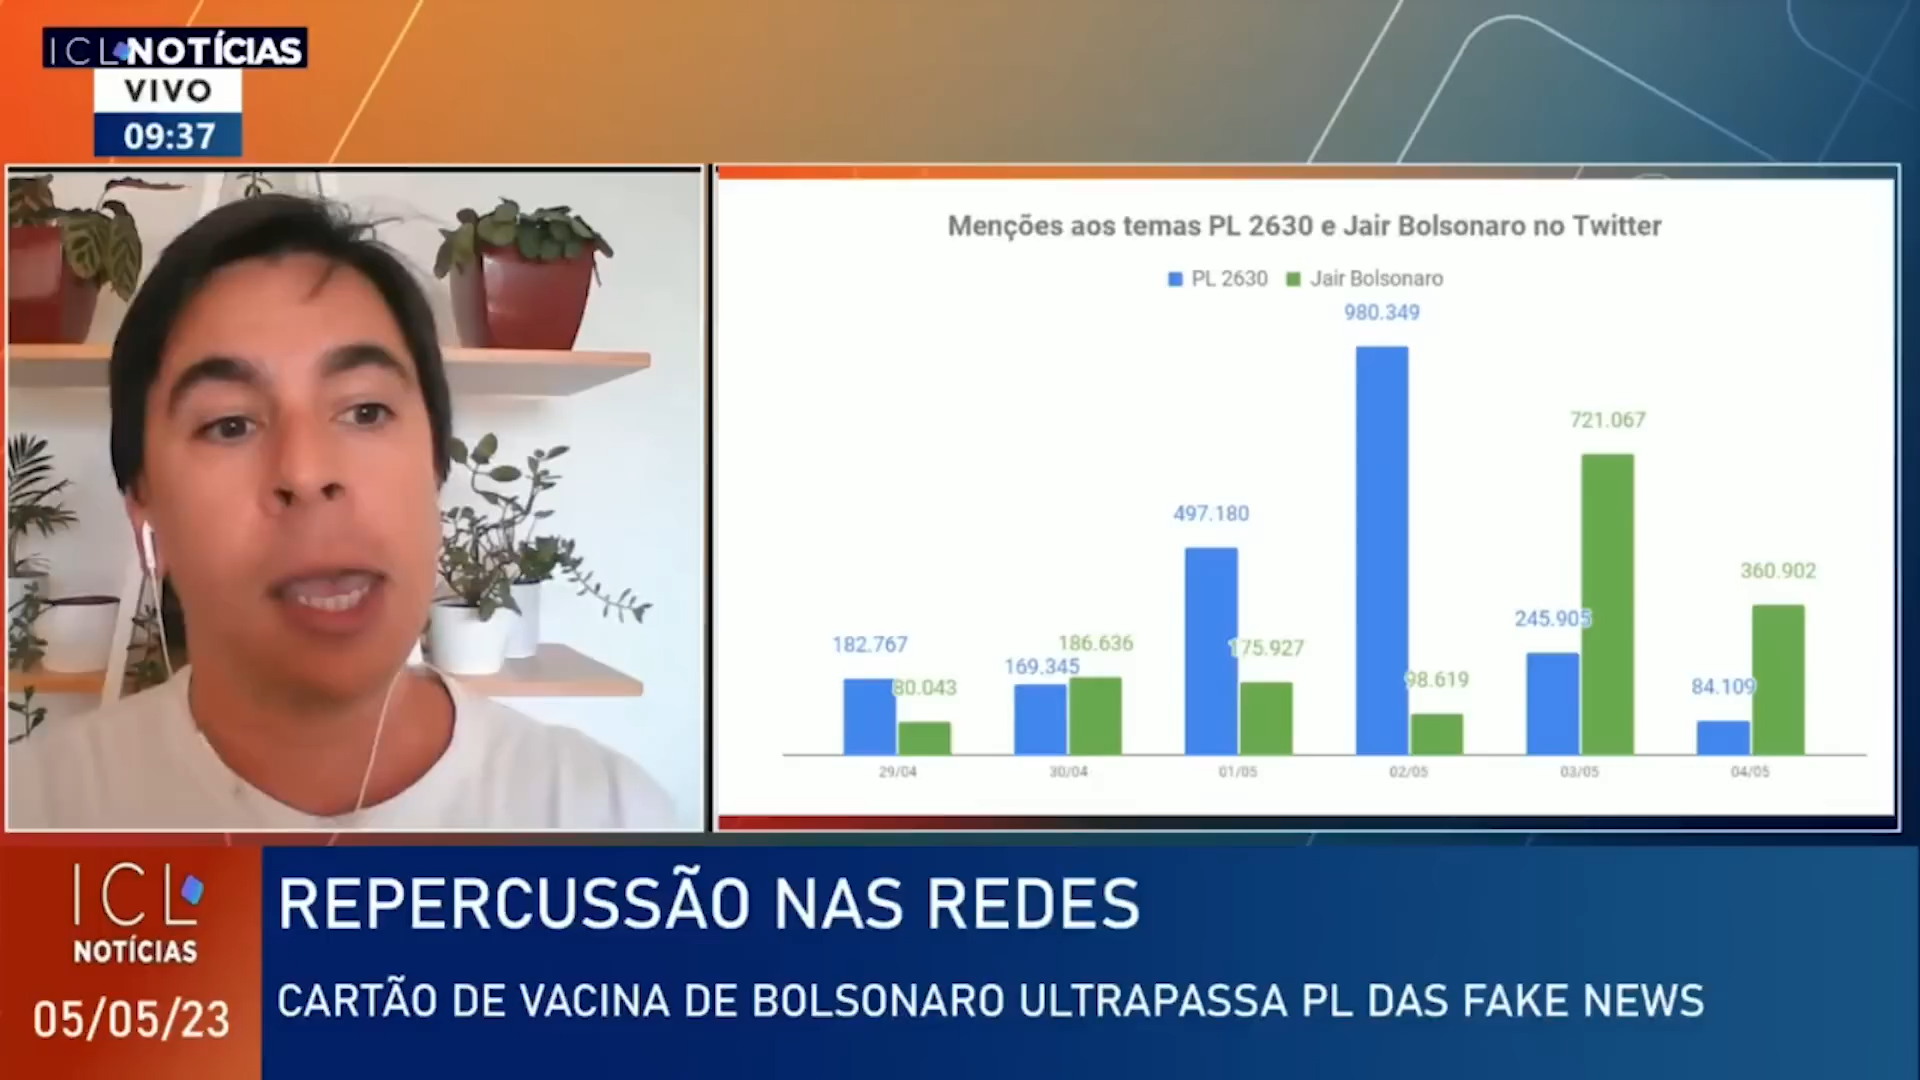 ICL NOTÍCIAS
VIVO
09:37
Menções aos temas PL 2630 e Jair Bolsonaro no Twitter
PL 2630 Jair Bolsonaro
980.349
721.067
497.180
360.902
245.905
182.767
186.636
175.927
169.345
80.043
98.619
84.109
29/04 30/04 01/05 02/05 03/05 04/05
ICL
NOTÍCIAS
05/05/23
REPERCUSSÃO NAS REDES
CARTÃO DE VACINA DE BOLSONARO ULTRAPASSA PL DAS FAKE NEWS